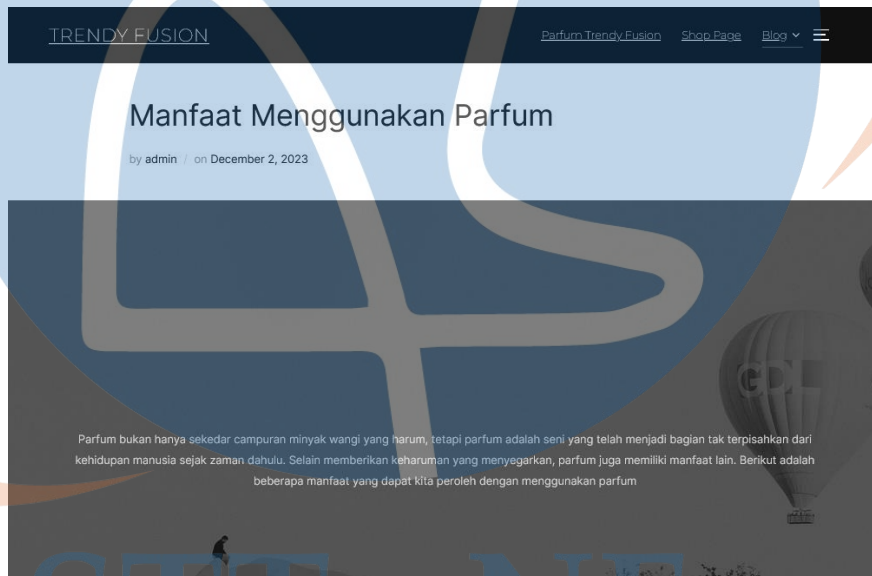 TRENDY FUSION
Parfum Trendy Fusion Shop Page Blog
Manfaat Menggunakan Parfum
by admin / on December 2, 2023
GDL
Parfum bukan hanya sekedar campuran minyak wangi yang harum, tetapi parfum adalah seni yang telah menjadi bagian tak terpisahkan dari
kehidupan manusia sejak zaman dahulu. Selain memberikan keharuman yang menyegarkan, parfum juga memiliki manfaat lain. Berikut adalah
beberapa manfaat yang dapat kita peroleh dengan menggunakan parfum